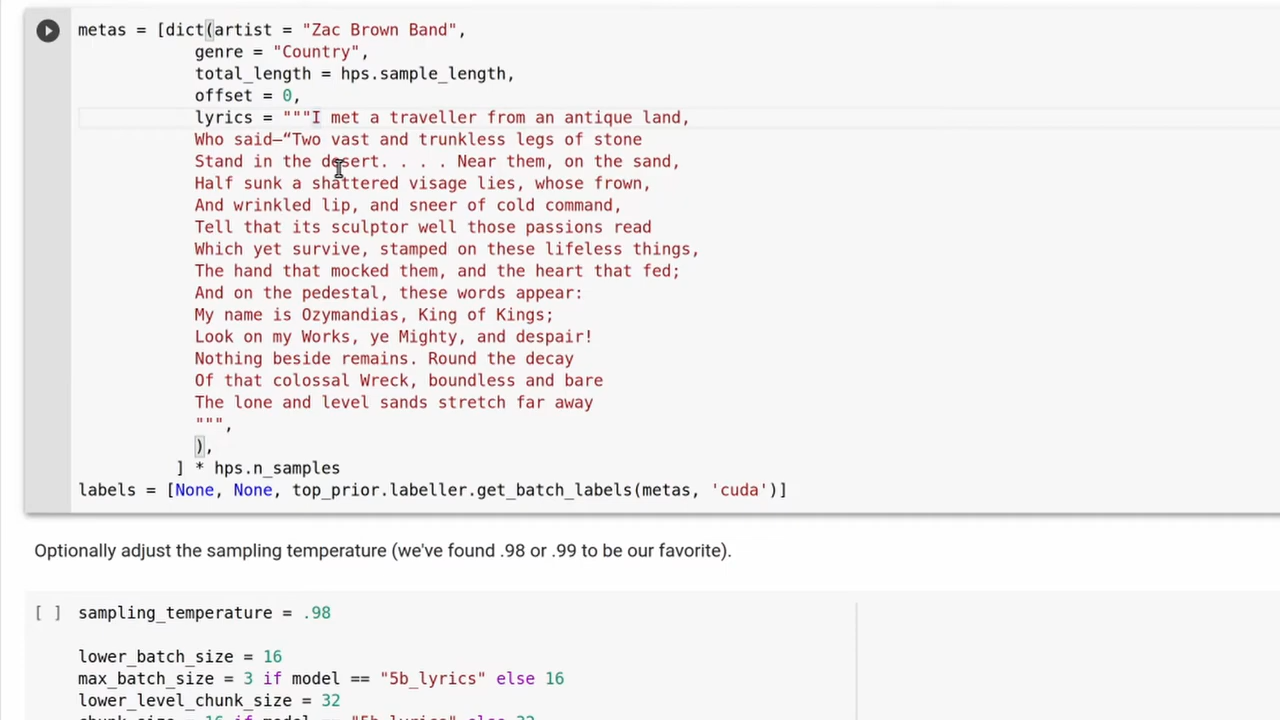 metas = [dict(artist = "Zac Brown Band",
genre = "Country",
total_length = hps.sample_length,
offset = 0,
lyrics = """I met a traveller from an antique land,
Who said—“Two vast and trunkless legs of stone
Stand in the desert. . . . Near them, on the sand,
Half sunk a shattered visage lies, whose frown,
And wrinkled lip, and sneer of cold command,
Tell that its sculptor well those passions read
Which yet survive, stamped on these lifeless things,
The hand that mocked them, and the heart that fed;
And on the pedestal, these words appear:
My name is Ozymandias, King of Kings;
Look on my Works, ye Mighty, and despair!
Nothing beside remains. Round the decay
Of that colossal Wreck, boundless and bare
The lone and level sands stretch far away
""",
),
] * hps.n_samples
labels = [None, None, top_prior.labeller.get_batch_labels(metas, 'cuda')]
Optionally adjust the sampling temperature (we've found .98 or .99 to be our favorite).
[ ] sampling_temperature = .98
lower_batch_size = 16
max_batch_size = 3 if model == "5b_lyrics" else 16
lower_level_chunk_size = 32
chunk_size = 16 if model == "5b_lyrics" else 32